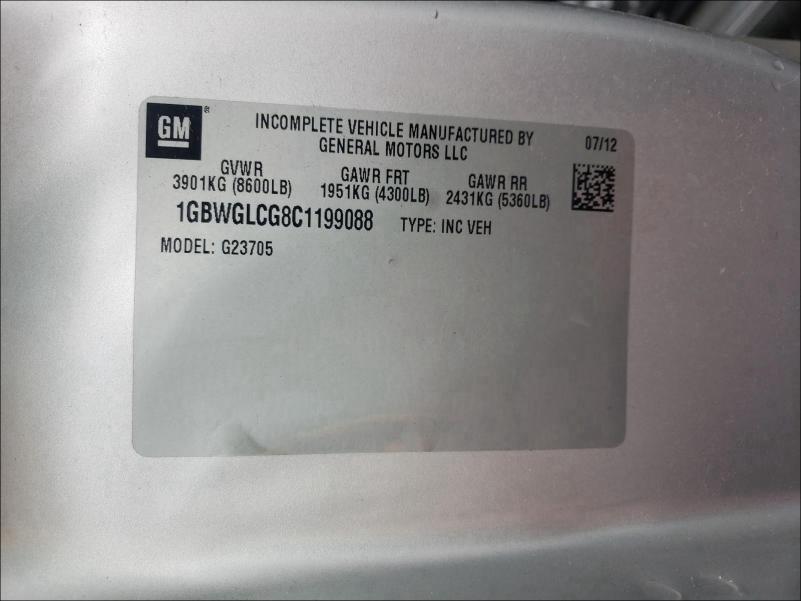 GM ®
INCOMPLETE VEHICLE MANUFACTURED BY
GENERAL MOTORS LLC
07/12
GVWR GAWR FRT GAWR RR
3901KG (8600LB) 1951KG (4300LB) 2431KG (5360LB)
1GBWGLCG8C1199088 TYPE: INC VEH
MODEL: G23705